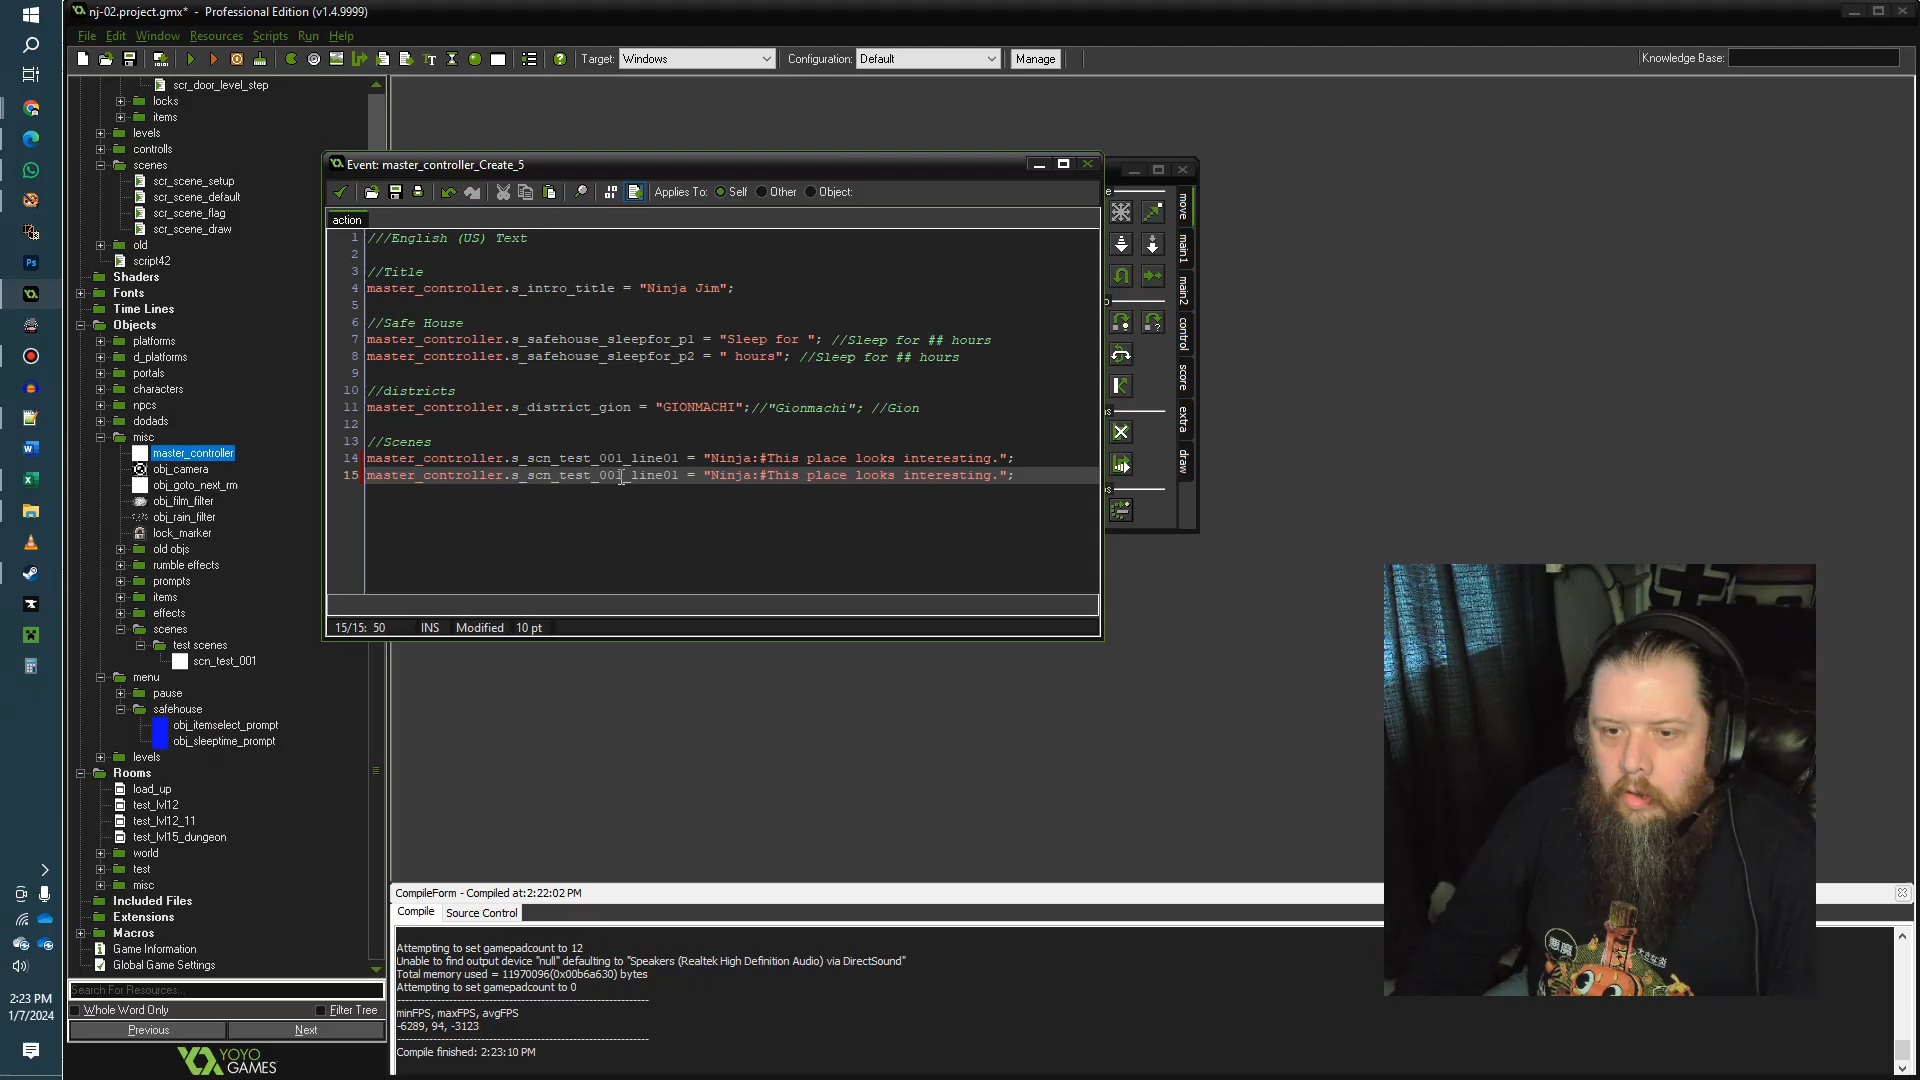 nj-02.project.gmx* - Professional Edition (v1.4.9999)
File Edit Window Resources Scripts Run Help
Target: Windows Configuration: Default Manage Knowledge Base:
scr_door_level_step
locks
items
levels
controlls
scenes
scr_scene_setup
scr_scene_default
scr_scene_flag
scr_scene_draw
old
script42
Shaders
Fonts
Time Lines
Objects
platforms
d_platforms
portals
characters
npcs
dodads
misc
master_controller
obj_camera
obj_goto_next_rm
obj_film_filter
obj_rain_filter
lock_marker
old objs
rumble effects
prompts
items
effects
scenes
test scenes
scn_test_001
menu
pause
safehouse
obj_itemselect_prompt
obj_sleeptime_prompt
levels
Rooms
load_up
test_lvl12
test_lvl12_11
test_lvl15_dungeon
world
test
misc
Included Files
Extensions
Macros
Game Information
Global Game Settings
Search For Resources...
Whole Word Only Filter Tree
Previous Next
YOYO
GAMES
2:23 PM
1/7/2024
Event: master_controller_Create_5
Applies To: Self Other Object:
action
1 ///English (US) Text
2
3 //Title
4 master_controller.s_intro_title = "Ninja Jim";
5
6 //Safe House
7 master_controller.s_safehouse_sleepfor_p1 = "Sleep for "; //Sleep for ## hours
8 master_controller.s_safehouse_sleepfor_p2 = " hours"; //Sleep for ## hours
9
10 //districts
11 master_controller.s_district_gion = "GIONMACHI";//"Gionmachi"; //Gion
12
13 //Scenes
14 master_controller.s_scn_test_001_line01 = "Ninja:#This place looks interesting.";
15 master_controller.s_scn_test_001_line01 = "Ninja:#This place looks interesting.";
15/15: 50 INS Modified 10 pt
move
main1
main2
control
score
extra
draw
CompileForm - Compiled at:2:22:02 PM
Compile Source Control
Attempting to set gamepadcount to 12
Unable to find output device "null" defaulting to "Speakers (Realtek High Definition Audio) via DirectSound"
Total memory used = 11970096(0x00b6a630) bytes
Attempting to set gamepadcount to 0
minFPS, maxFPS, avgFPS
-6289, 94, -3123
Compile finished: 2:23:10 PM